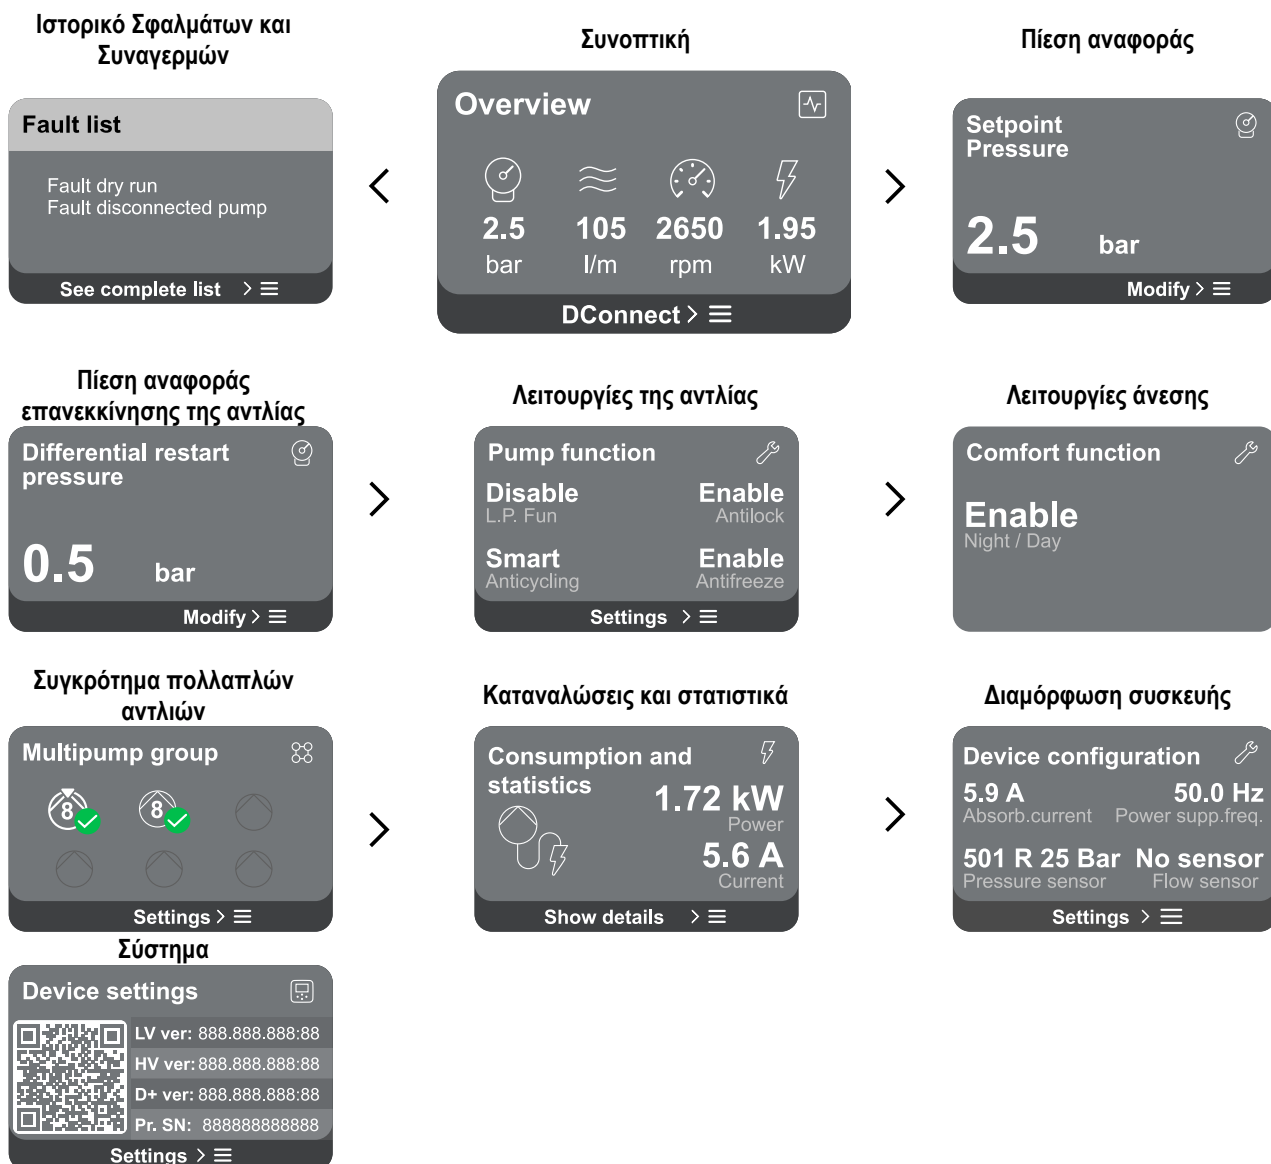 Ιστορικό Σφαλμάτων και
Συναγερμών
Fault list
Fault dry run
Fault disconnected pump
See complete list
Συνοπτική
Overview
2.5 105 2650 1.95
bar l/m rpm kW
DConnect
Πίεση αναφοράς
Setpoint
Pressure
2.5 bar
Modify
Πίεση αναφοράς
επανεκκίνησης της αντλίας
Differential restart
pressure
0.5 bar
Modify
Λειτουργίες της αντλίας
Pump function
Disable Enable
L.P. Fun Antilock
Smart Enable
Anticycling Antifreeze
Settings
Λειτουργίες άνεσης
Comfort function
Enable
Night / Day
Συγκρότημα πολλαπλών
αντλιών
Multipump group
8 8
Settings
Καταναλώσεις και στατιστικά
Consumption and
statistics
1.72 kW
Power
5.6 A
Current
Show details
Διαμόρφωση συσκευής
Device configuration
5.9 A 50.0 Hz
Absorb.current Power supp.freq.
501 R 25 Bar No sensor
Pressure sensor Flow sensor
Settings
Σύστημα
Device settings
LV ver: 888.888.888:88
HV ver: 888.888.888:88
D+ ver: 888.888.888:88
Pr. SN: 888888888888
Settings